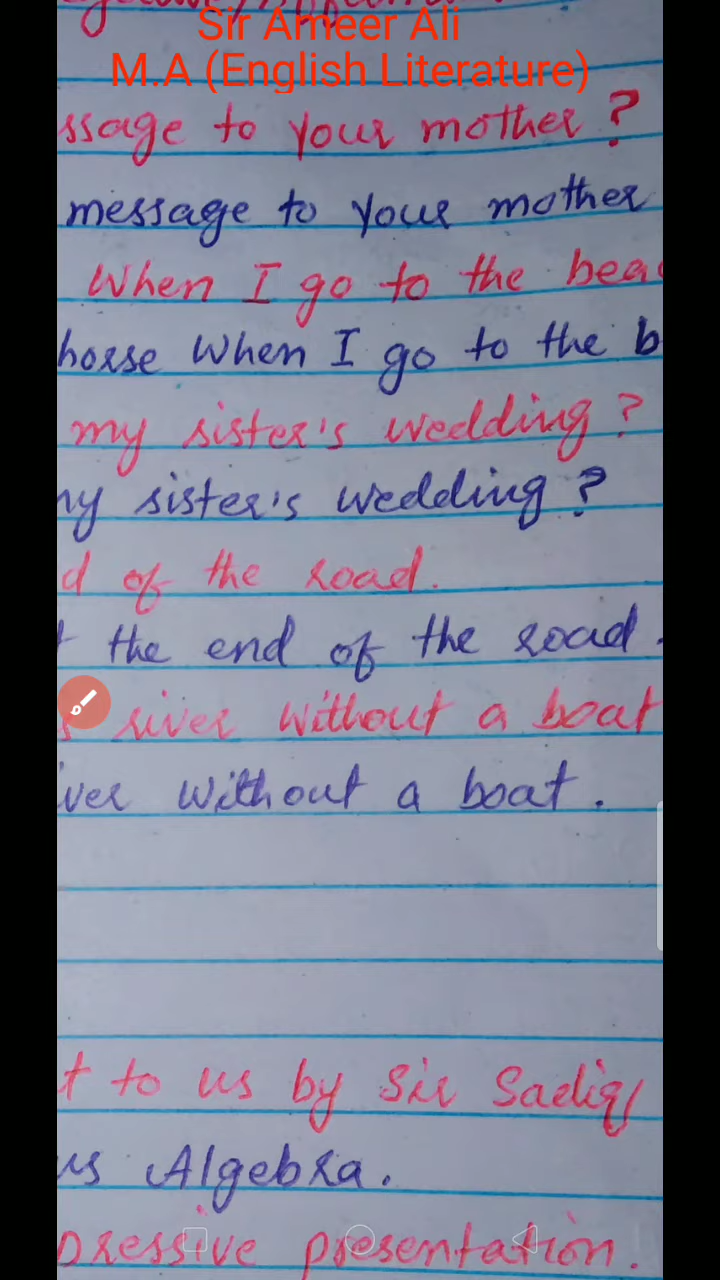 Sir Ameer Ali
M.A (English Literature)
ssage to your mother ?
message to your mother
When I go to the bea
horse when I go to the b
my sister's wedding ?
my sister's wedding ?
d of the road.
the end of the road.
river without a boat
iver without a boat.
t to us by Sir Sadiq
us Algebra.
pressive presentation.